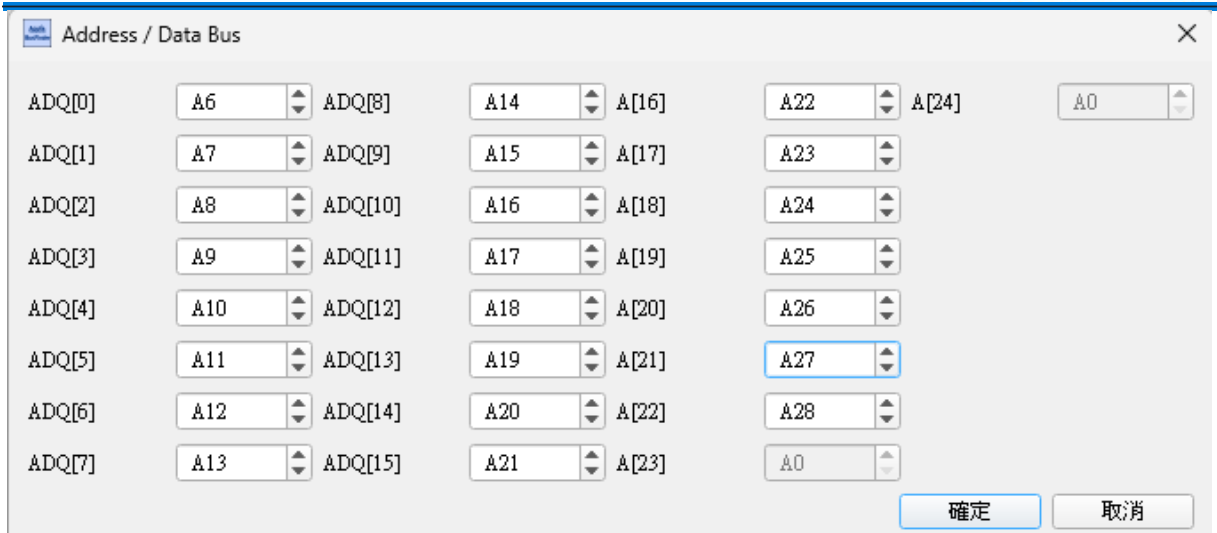 Address / Data Bus
ADQ[0] A6 ADQ[8] A14 A[16] A22 A[24] A0
ADQ[1] A7 ADQ[9] A15 A[17] A23
ADQ[2] A8 ADQ[10] A16 A[18] A24
ADQ[3] A9 ADQ[11] A17 A[19] A25
ADQ[4] A10 ADQ[12] A18 A[20] A26
ADQ[5] A11 ADQ[13] A19 A[21] A27
ADQ[6] A12 ADQ[14] A20 A[22] A28
ADQ[7] A13 ADQ[15] A21 A[23] A0
確定 取消